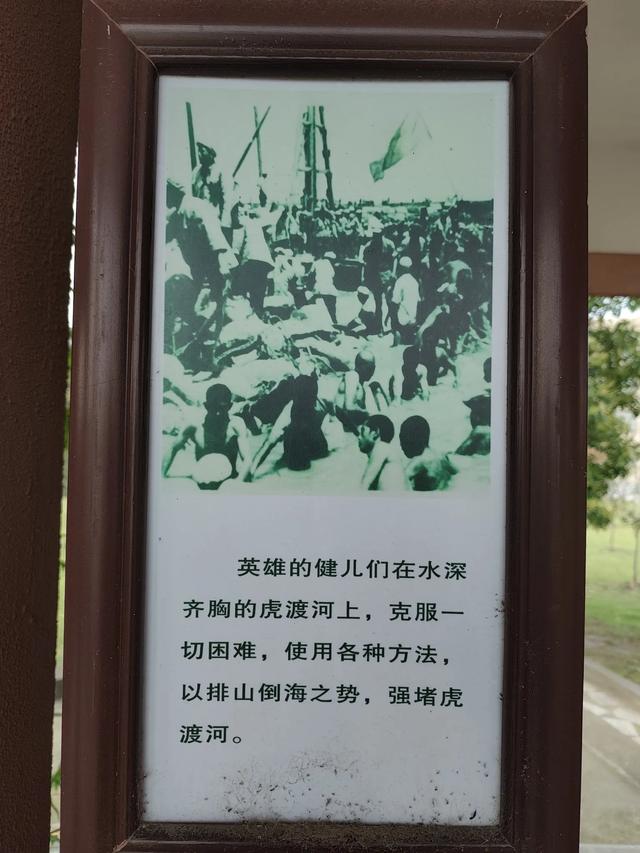 英雄的健儿们在水深
齐胸的虎渡河上，克服一
切困难，使用各种方法，
以排山倒海之势，强堵虎
渡河。